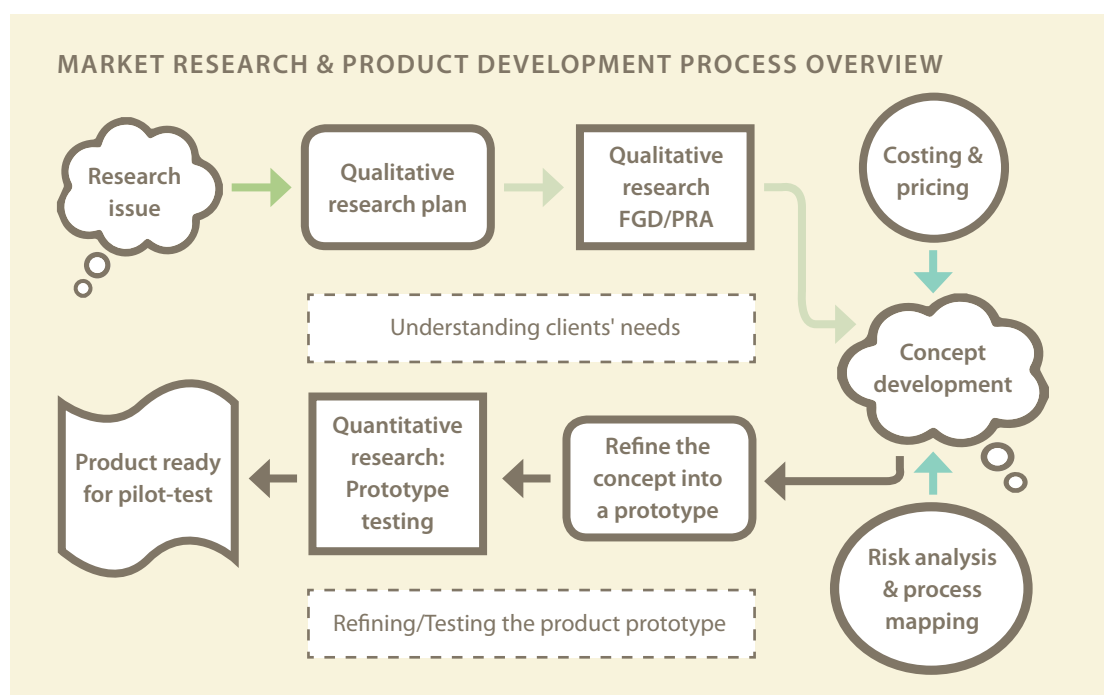 MARKET RESEARCH & PRODUCT DEVELOPMENT PROCESS OVERVIEW
Research
issue
Qualitative
research plan
Qualitative
research
FGD/PRA
Costing &
pricing
Understanding clients' needs
Concept
development
Product ready
for pilot-test
Quantitative
research:
Prototype
testing
Refine the
concept into
a prototype
Risk analysis
& process
mapping
Refining/Testing the product prototype